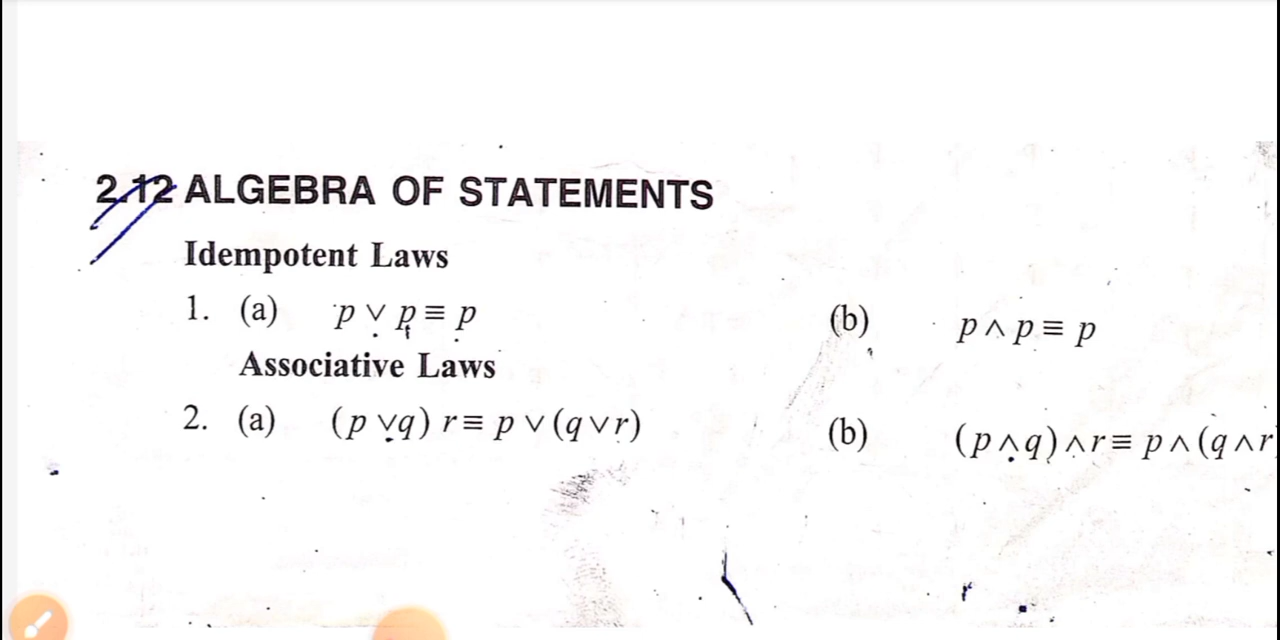 2.12 ALGEBRA OF STATEMENTS
Idempotent Laws
1. (a) p ∨ p ≡ p (b) p ∧ p ≡ p
Associative Laws
2. (a) (p ∨ q) r ≡ p ∨ (q ∨ r) (b) (p ∧ q) ∧ r ≡ p ∧ (q ∧ r